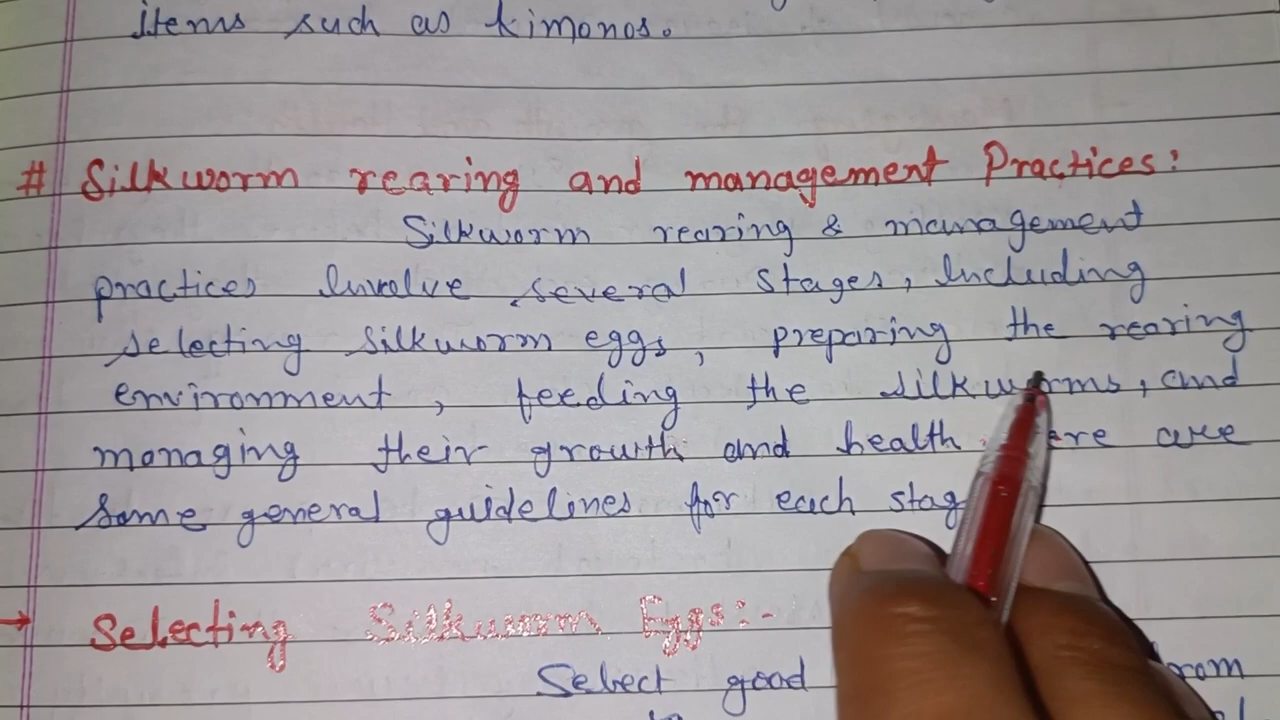 items such as kimonos.
# Silkworm rearing and management Practices:
Silkworm rearing & management
practices involve several stages, including
selecting silkworm eggs, preparing the rearing
environment, feeding the silkworms, and
managing their growth and health. are
some general guidelines for each
→ Selecting Silkworm Eggs:-
Select good